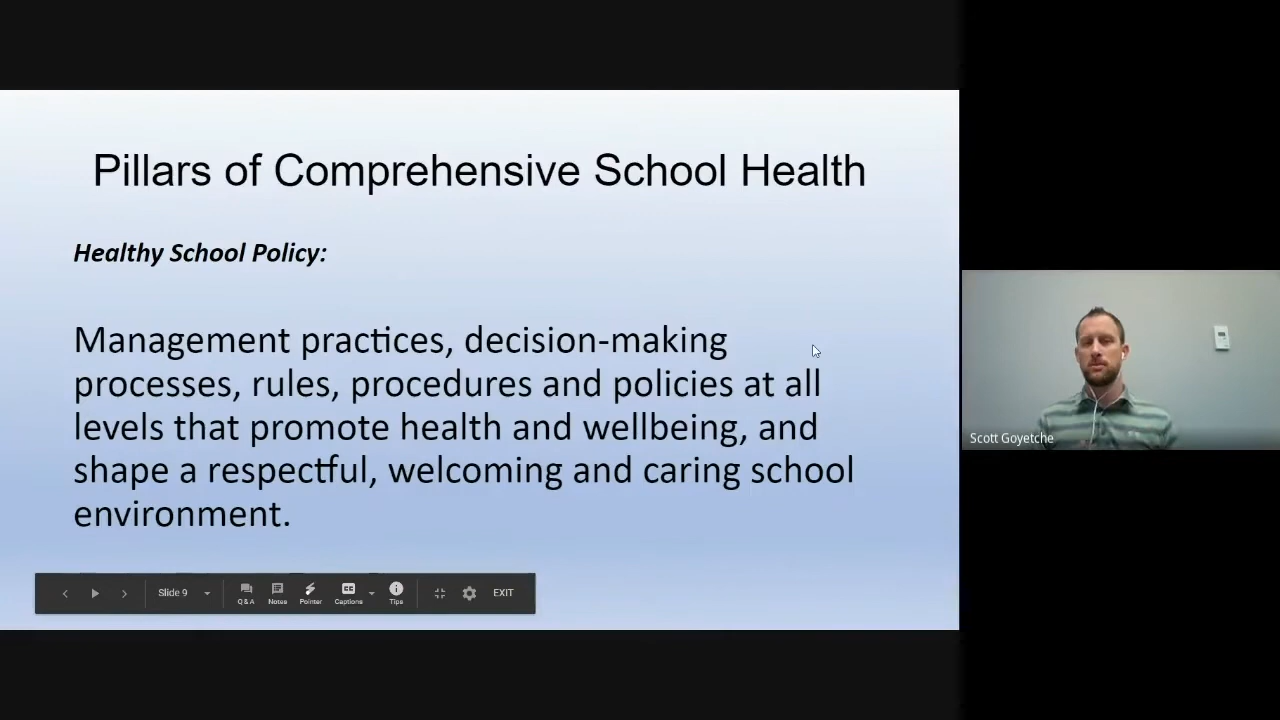 Pillars of Comprehensive School Health
Healthy School Policy:
Management practices, decision-making
processes, rules, procedures and policies at all
levels that promote health and wellbeing, and
shape a respectful, welcoming and caring school
environment.
Slide 9
Q & A
Notes
Pointer
CC
Captions
Tips
EXIT
Scott Goyetche